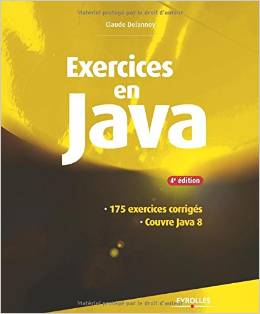 Matériel protégé par le droit d'auteur
Claude Delannoy
Exercices
en
Java
4e édition
• 175 exercices corrigés
• Couvre Java 8
EYROLLES
Matériel protégé par le droit d'auteur